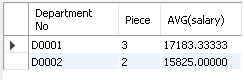 Department No Piece AVG(salary)
D0001 3 17183.33333
D0002 2 15825.00000